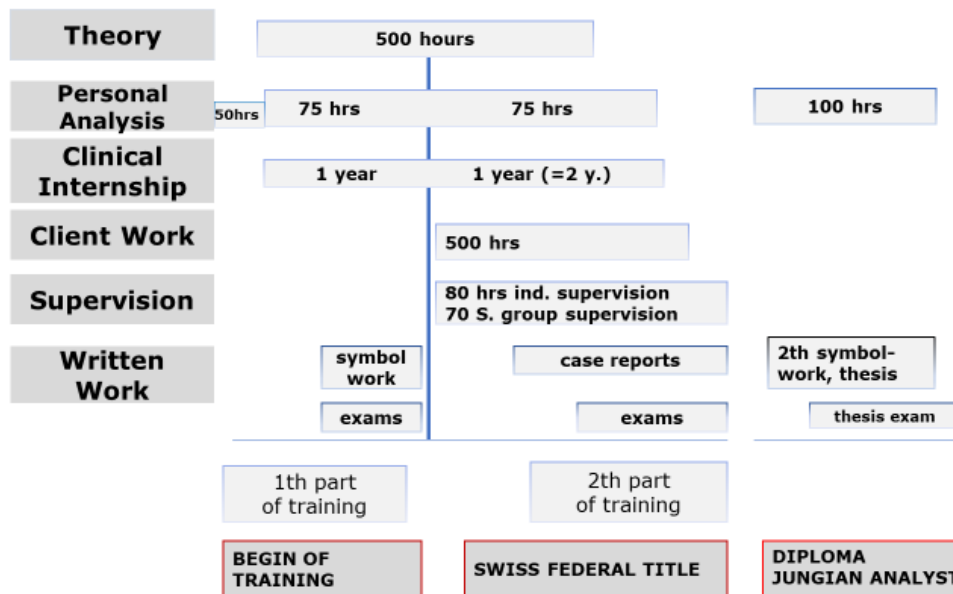 Theory
500 hours
Personal
Analysis
50hrs
75 hrs
75 hrs
100 hrs
Clinical
Internship
1 year
1 year (=2 y.)
Client Work
500 hrs
Supervision
80 hrs ind. supervision
70 S. group supervision
Written
Work
symbol
work
case reports
2th symbol-
work, thesis
exams
exams
thesis exam
1th part
of training
2th part
of training
BEGIN OF
TRAINING
SWISS FEDERAL TITLE
DIPLOMA
JUNGIAN ANALYST